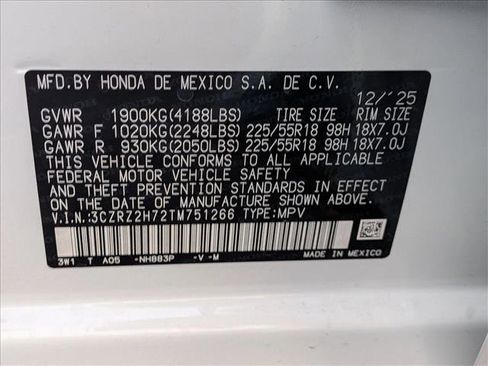 MFD.BY HONDA DE MEXICO S.A. DE C.V.
12/'25
GVWR 1900KG(4188LBS) TIRE SIZE RIM SIZE
GAWR F 1020KG(2248LBS) 225/55R18 98H 18X7.0J
GAWR R 930KG(2050LBS) 225/55R18 98H 18X7.0J
THIS VEHICLE CONFORMS TO ALL APPLICABLE
FEDERAL MOTOR VEHICLE SAFETY
AND THEFT PREVENTION STANDARDS IN EFFECT
ON THE DATE OF MANUFACTURE SHOWN ABOVE.
V.I.N.:3CZRZ2H72TM751266 TYPE:MPV
3W1 T A05 -NH883P -V -M
MADE IN MEXICO